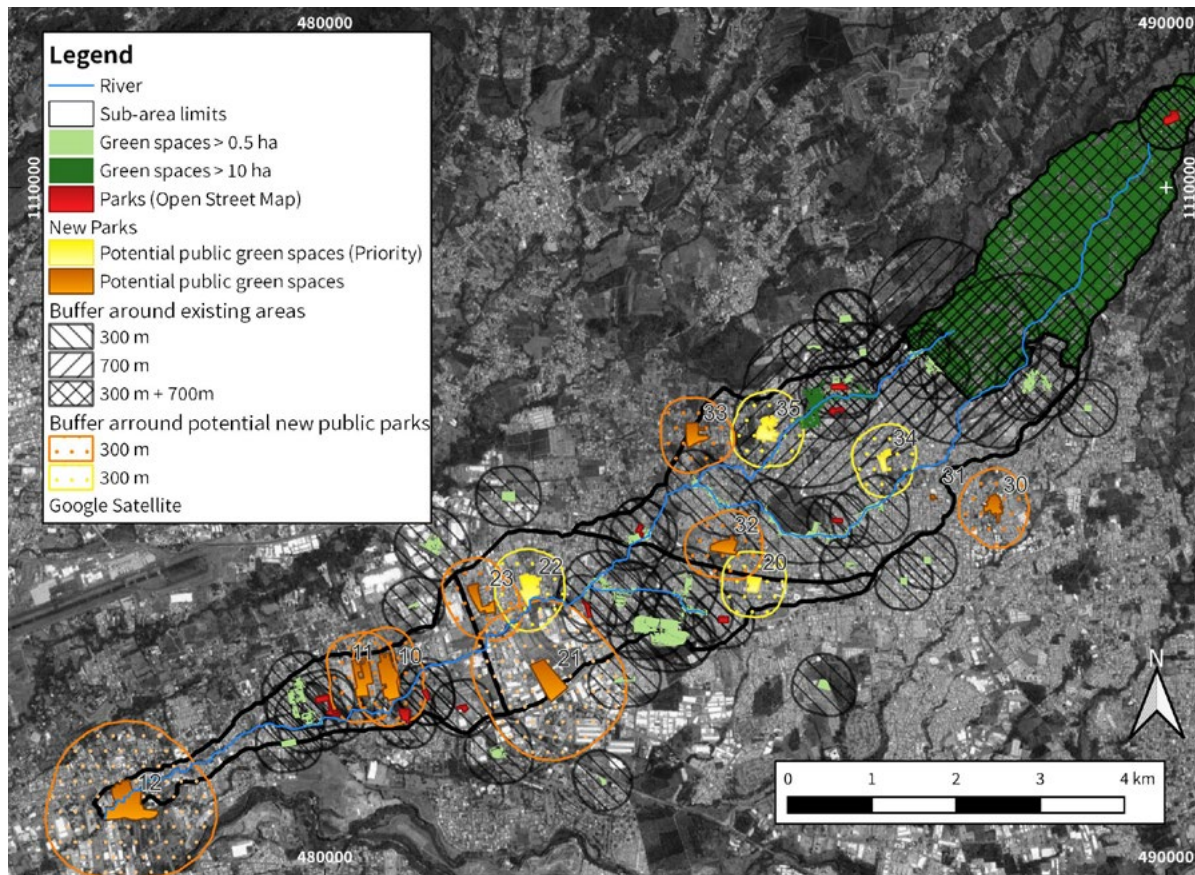 480000
490000
Legend
River
Sub-area limits
Green spaces > 0.5 ha
Green spaces > 10 ha
Parks (Open Street Map)
New Parks
Potential public green spaces (Priority)
Potential public green spaces
Buffer around existing areas
300 m
700 m
300 m + 700m
Buffer arround potential new public parks
300 m
300 m
Google Satellite
1110000
1110000
33
35
34
31
30
32
20
22
23
21
11
10
12
N
0 1 2 3 4 km
480000
490000